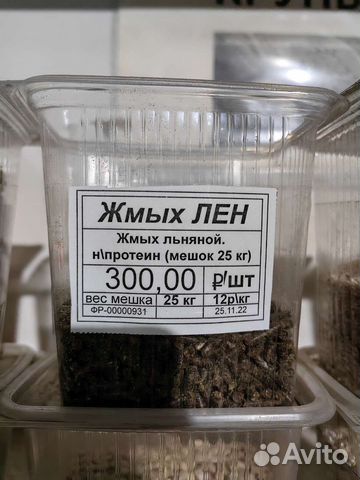 Жмых ЛЕН
Жмых льняной.
н\протеин (мешок 25 кг)
300,00 ₽/шт
вес мешка 25 кг 12р\кг
ФР-00000931 25.11.22
Avito